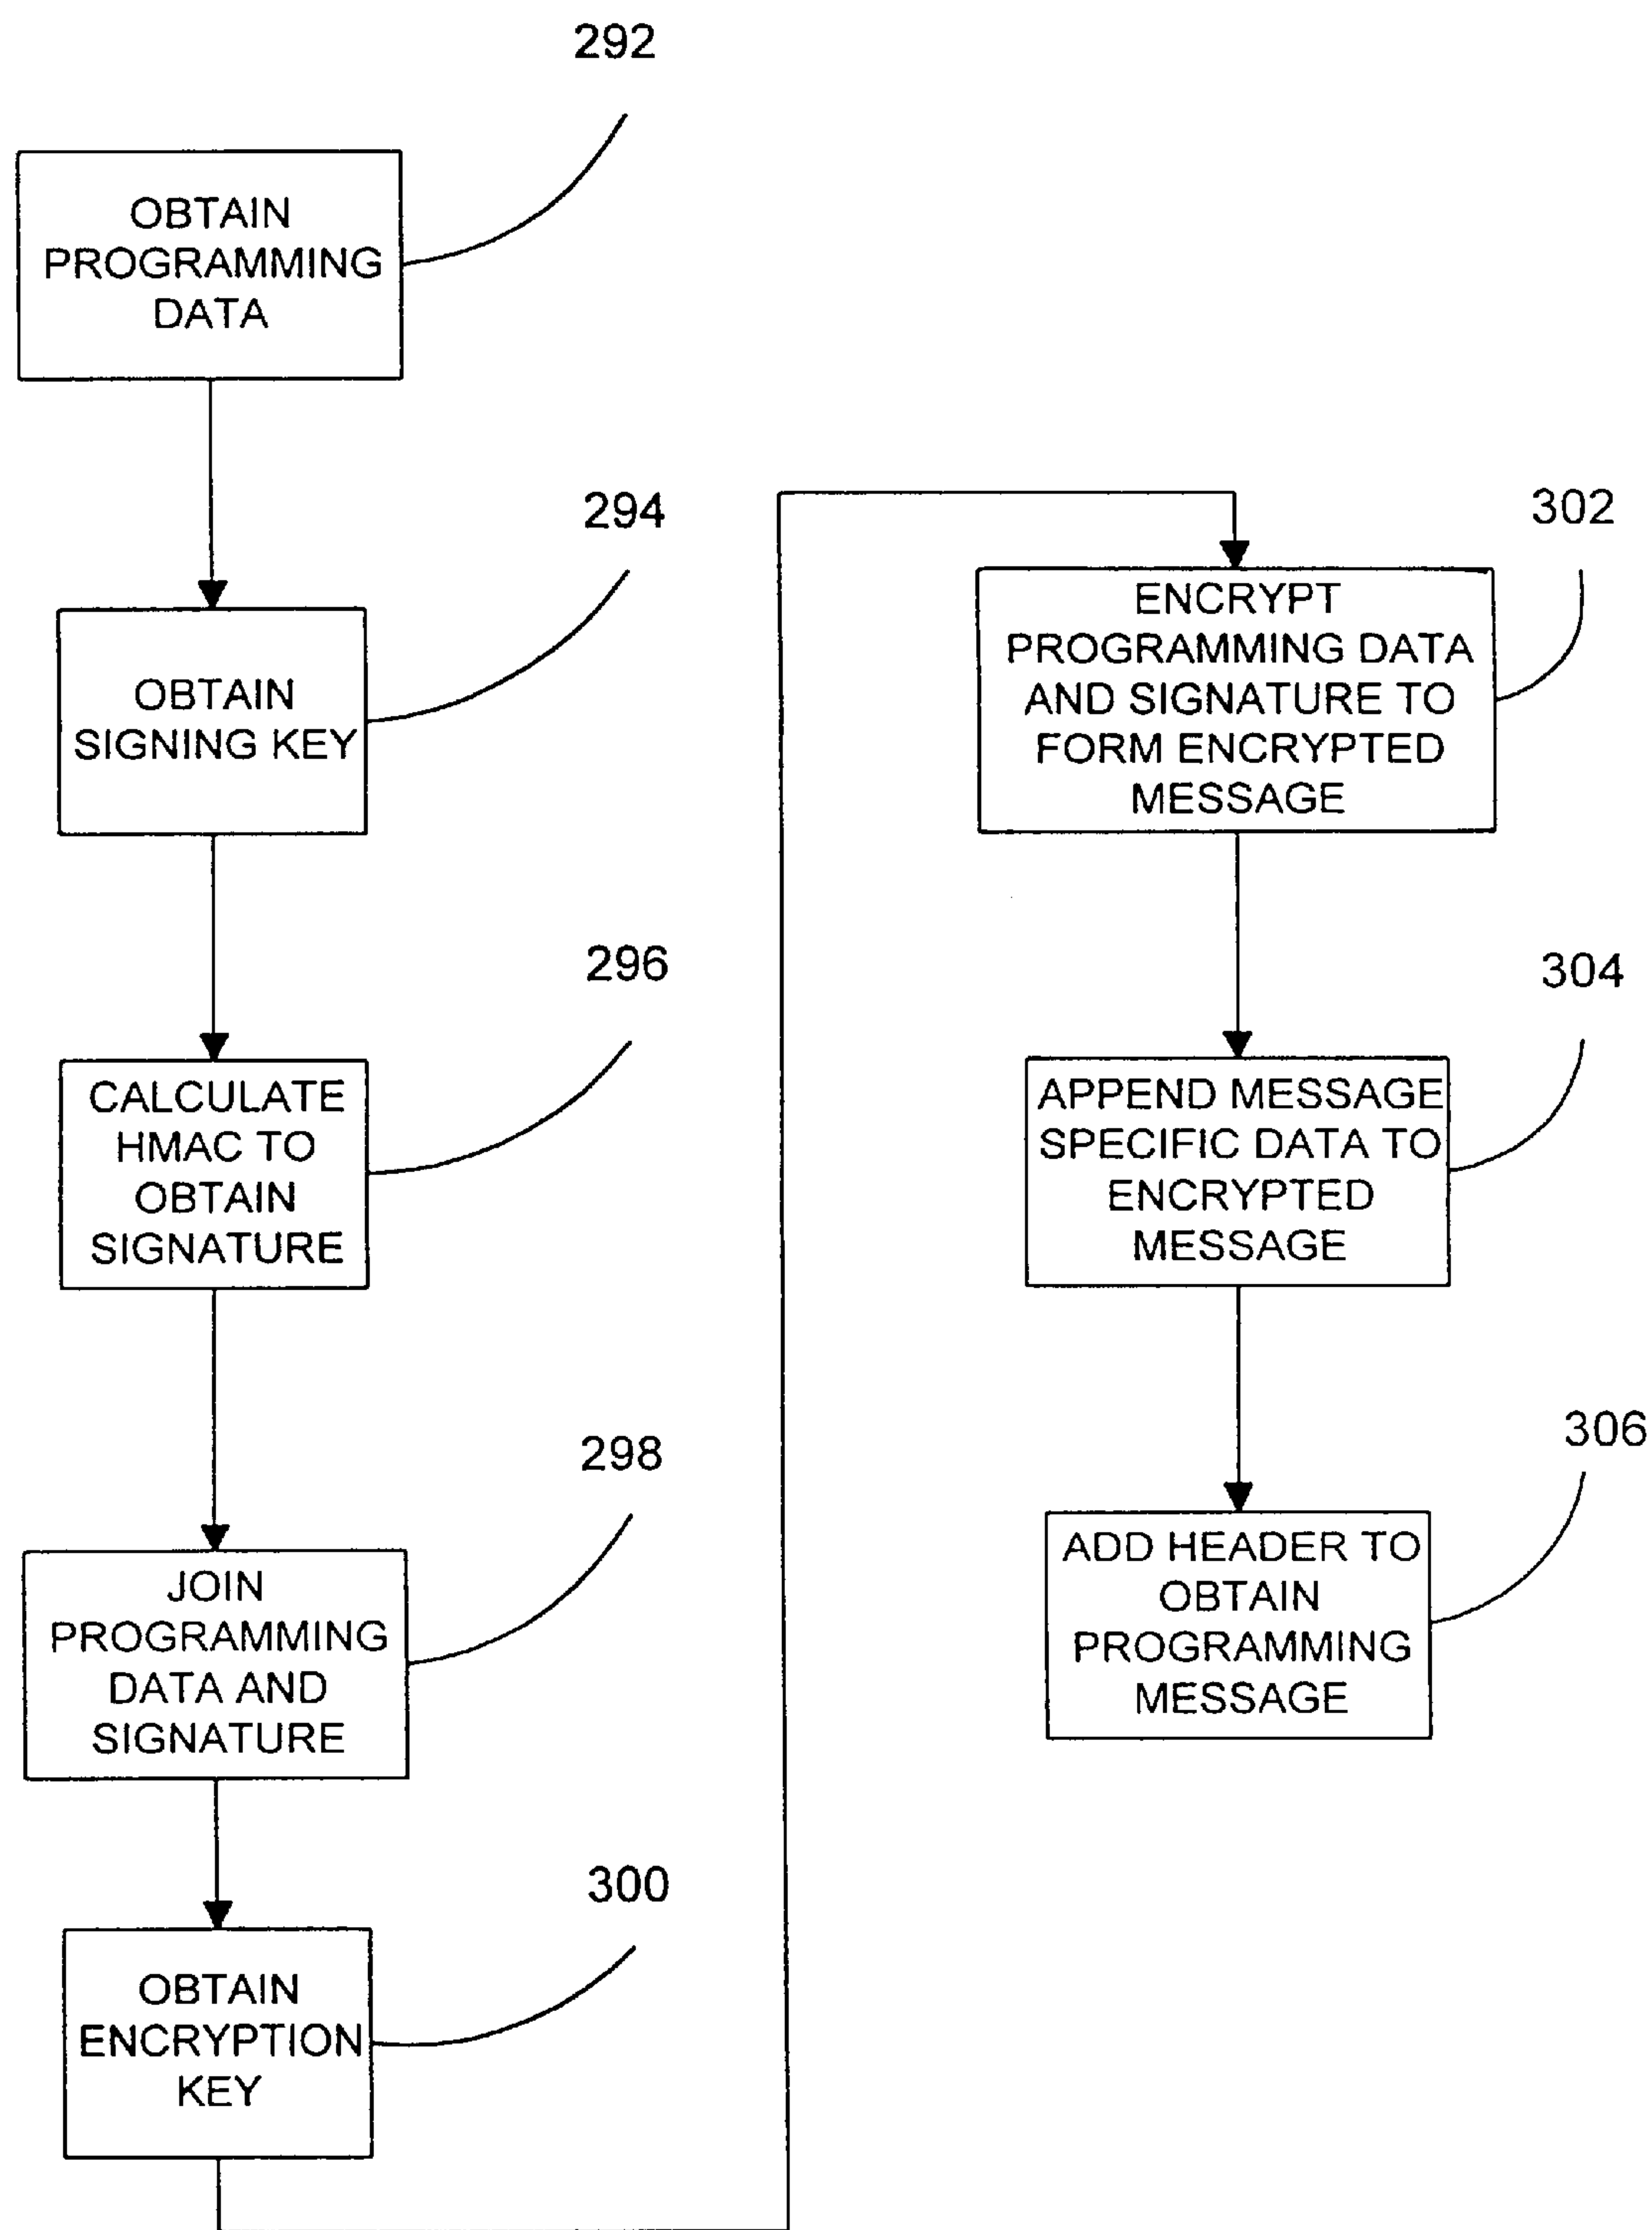 292
OBTAIN
PROGRAMMING
DATA
294
OBTAIN
SIGNING KEY
296
CALCULATE
HMAC TO
OBTAIN
SIGNATURE
298
JOIN
PROGRAMMING
DATA AND
SIGNATURE
300
OBTAIN
ENCRYPTION
KEY
302
ENCRYPT
PROGRAMMING DATA
AND SIGNATURE TO
FORM ENCRYPTED
MESSAGE
304
APPEND MESSAGE
SPECIFIC DATA TO
ENCRYPTED
MESSAGE
306
ADD HEADER TO
OBTAIN
PROGRAMMING
MESSAGE